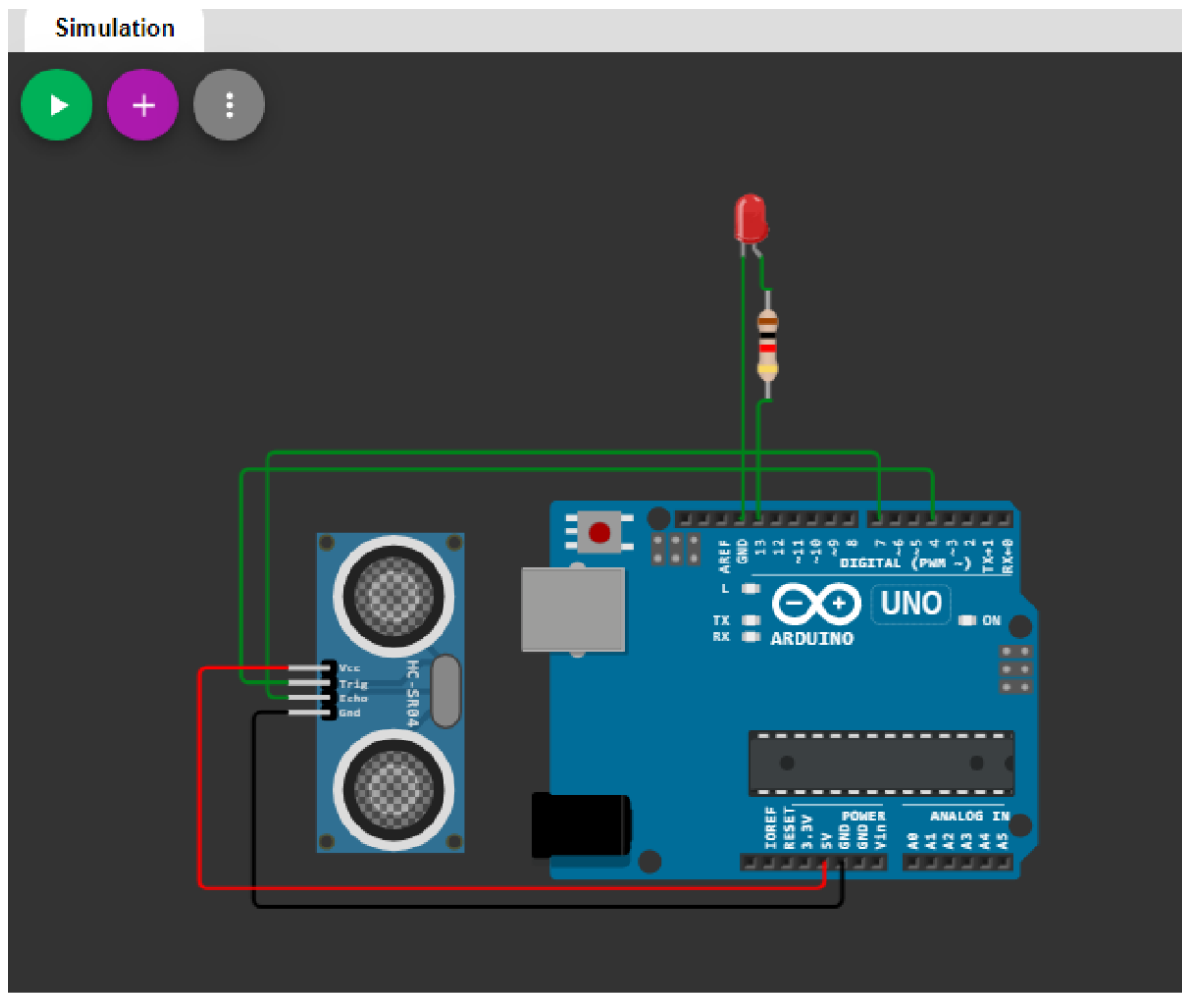 Simulation
AREF
GND
13
12
~11
~10
~9
8
7
~6
~5
4
~3
2
TX→1
RX←0
DIGITAL (PWM ~)
L
TX
RX
UNO
ARDUINO
ON
Vcc
Trig
Echo
Gnd
HC-SR04
IOREF
RESET
3.3V
5V
GND
GND
Vin
POWER
ANALOG IN
A0
A1
A2
A3
A4
A5